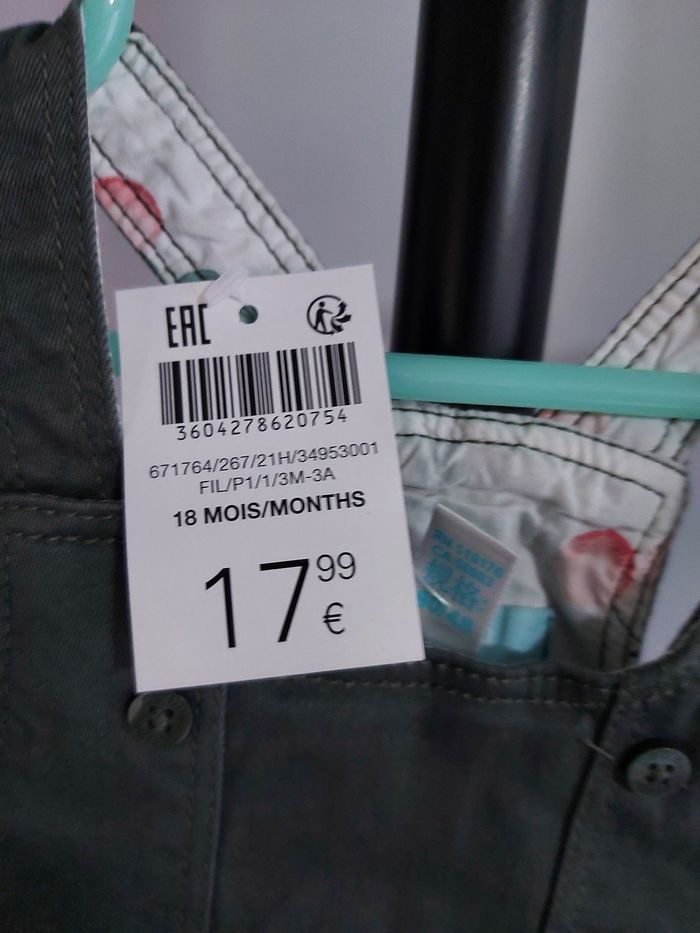 EAC
3604278620754
671764/267/21H/34953001
FIL/P1/1/3M-3A
18 MOIS/MONTHS
17 99
€